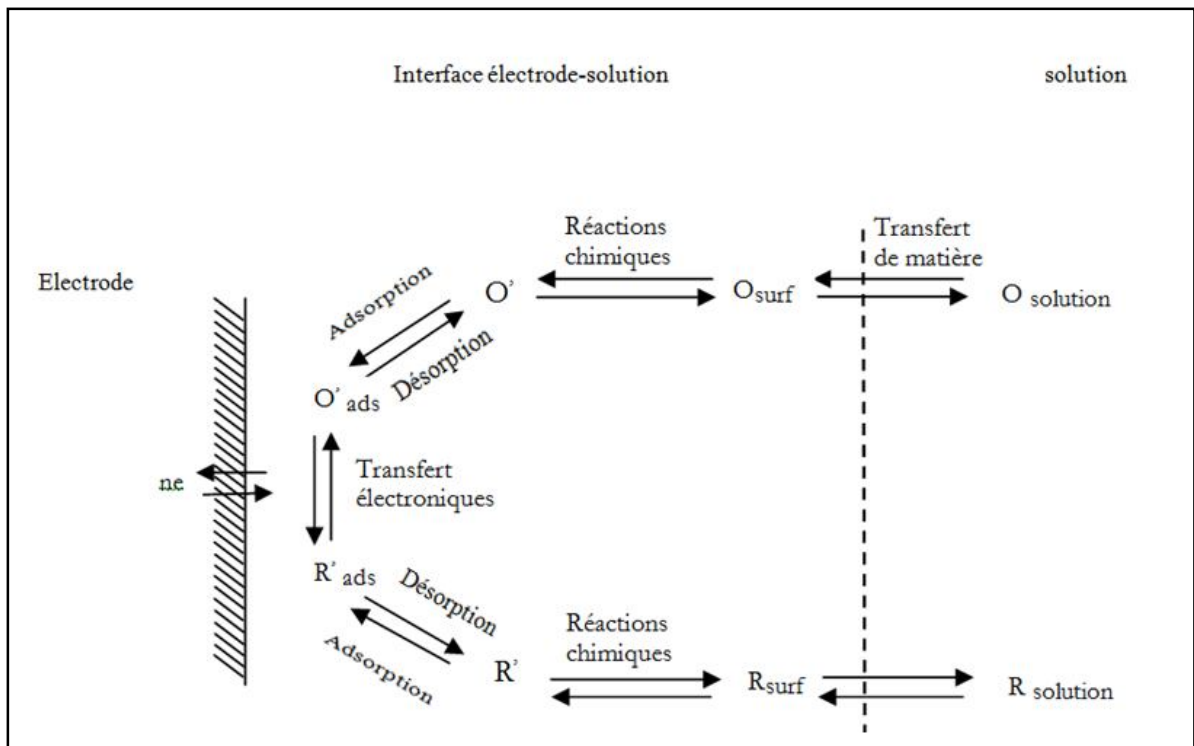 Interface électrode-solution
solution
Réactions
chimiques
Transfert
de matière
Electrode
Adsorption
O'
O surf
O solution
Désorption
O' ads
ne
Transfert
électroniques
R' ads
Désorption
Réactions
chimiques
Adsorption
R'
Rsurf
R solution